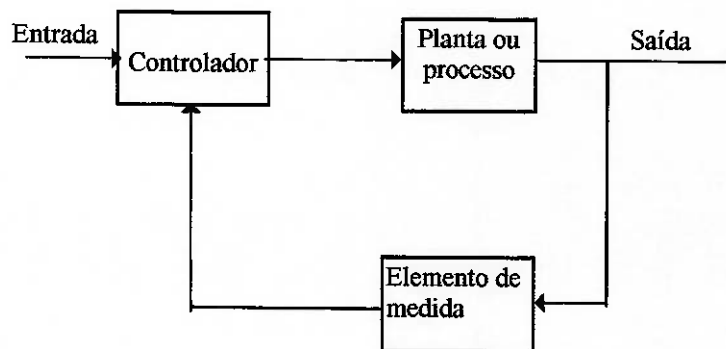 Entrada
Controlador
Planta ou
processo
Saída
Elemento de
medida